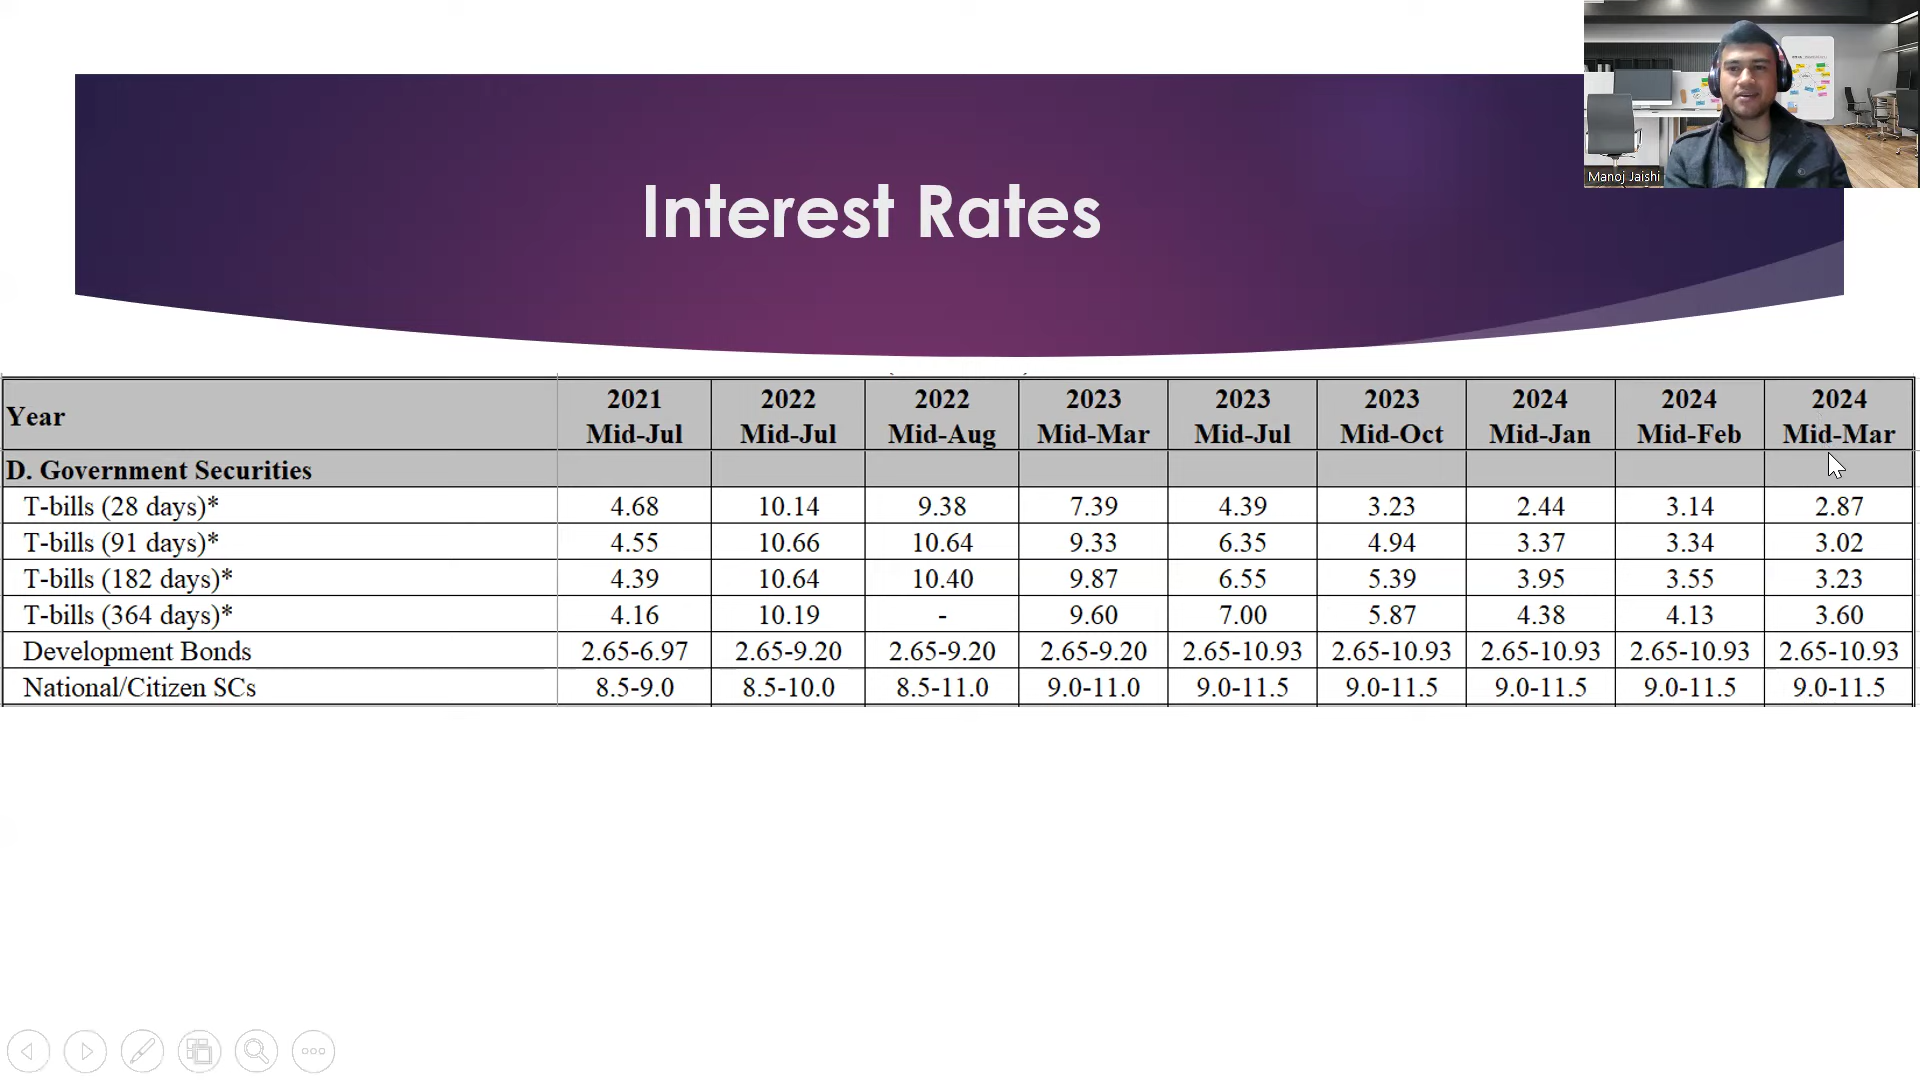 Manoj Jaishi
Interest Rates
Year 2021 Mid-Jul 2022 Mid-Jul 2022 Mid-Aug 2023 Mid-Mar 2023 Mid-Jul 2023 Mid-Oct 2024 Mid-Jan 2024 Mid-Feb 2024 Mid-Mar
D. Government Securities
T-bills (28 days)* 4.68 10.14 9.38 7.39 4.39 3.23 2.44 3.14 2.87
T-bills (91 days)* 4.55 10.66 10.64 9.33 6.35 4.94 3.37 3.34 3.02
T-bills (182 days)* 4.39 10.64 10.40 9.87 6.55 5.39 3.95 3.55 3.23
T-bills (364 days)* 4.16 10.19 - 9.60 7.00 5.87 4.38 4.13 3.60
Development Bonds 2.65-6.97 2.65-9.20 2.65-9.20 2.65-9.20 2.65-10.93 2.65-10.93 2.65-10.93 2.65-10.93 2.65-10.93
National/Citizen SCs 8.5-9.0 8.5-10.0 8.5-11.0 9.0-11.0 9.0-11.5 9.0-11.5 9.0-11.5 9.0-11.5 9.0-11.5